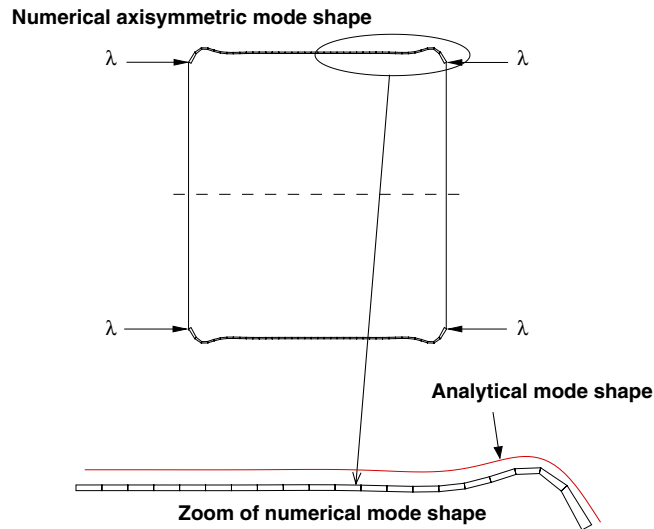 Numerical axisymmetric mode shape
λ λ
λ λ
Analytical mode shape
Zoom of numerical mode shape